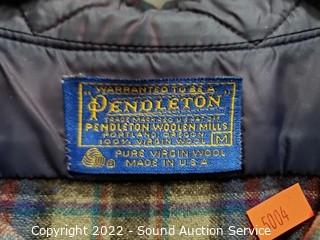 "WARRANTED TO BE A
PENDLETON"
TRADE MARK REG. U.S. PAT. OFF.
PENDLETON WOOLEN MILLS
PORTLAND, OREGON
100% VIRGIN WOOL M
PURE VIRGIN WOOL
MADE IN U.S.A.
5004
Copyright 2022 - Sound Auction Service